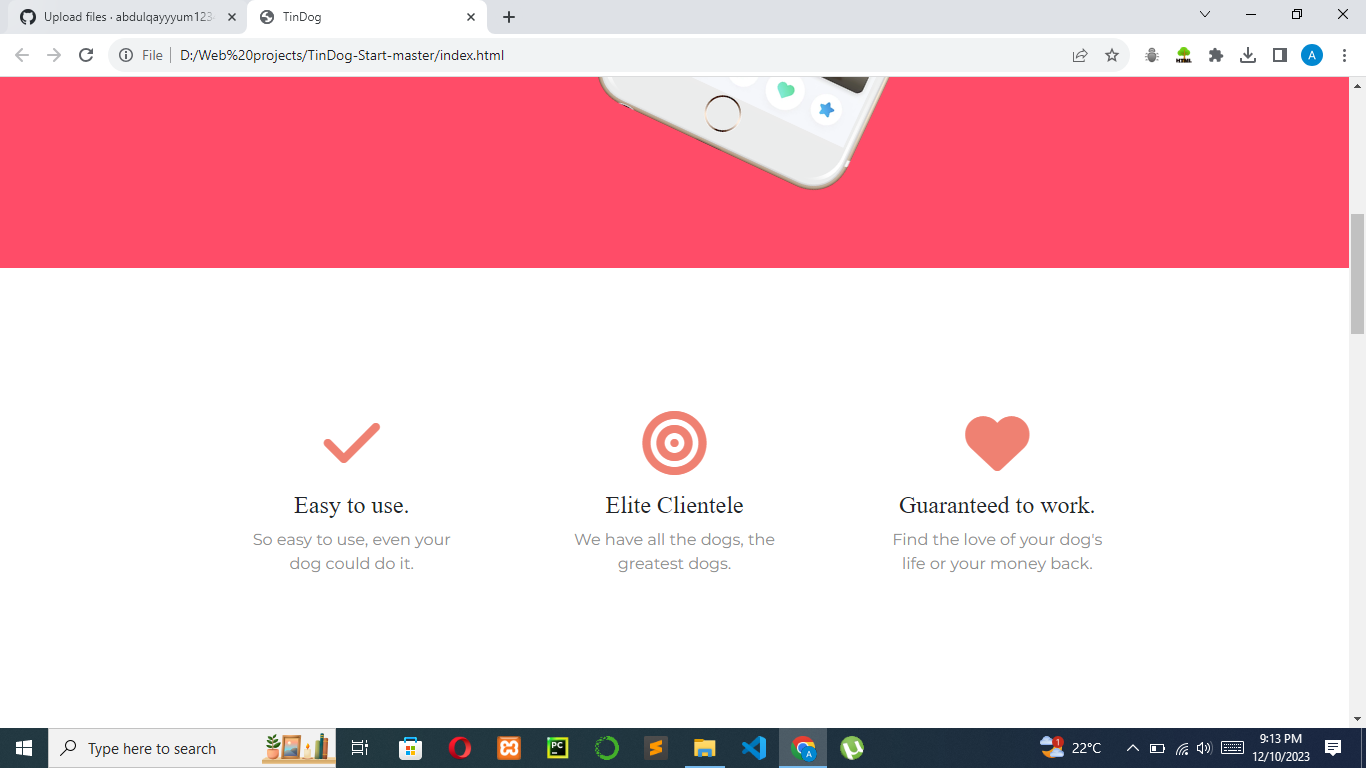 Upload files · abdulqayyyum123
TinDog
File
D:/Web%20projects/TinDog-Start-master/index.html
HTML
A
Easy to use.
Elite Clientele
Guaranteed to work.
So easy to use, even your
dog could do it.
We have all the dogs, the
greatest dogs.
Find the love of your dog's
life or your money back.
Type here to search
PC
A
1
22°C
9:13 PM
12/10/2023